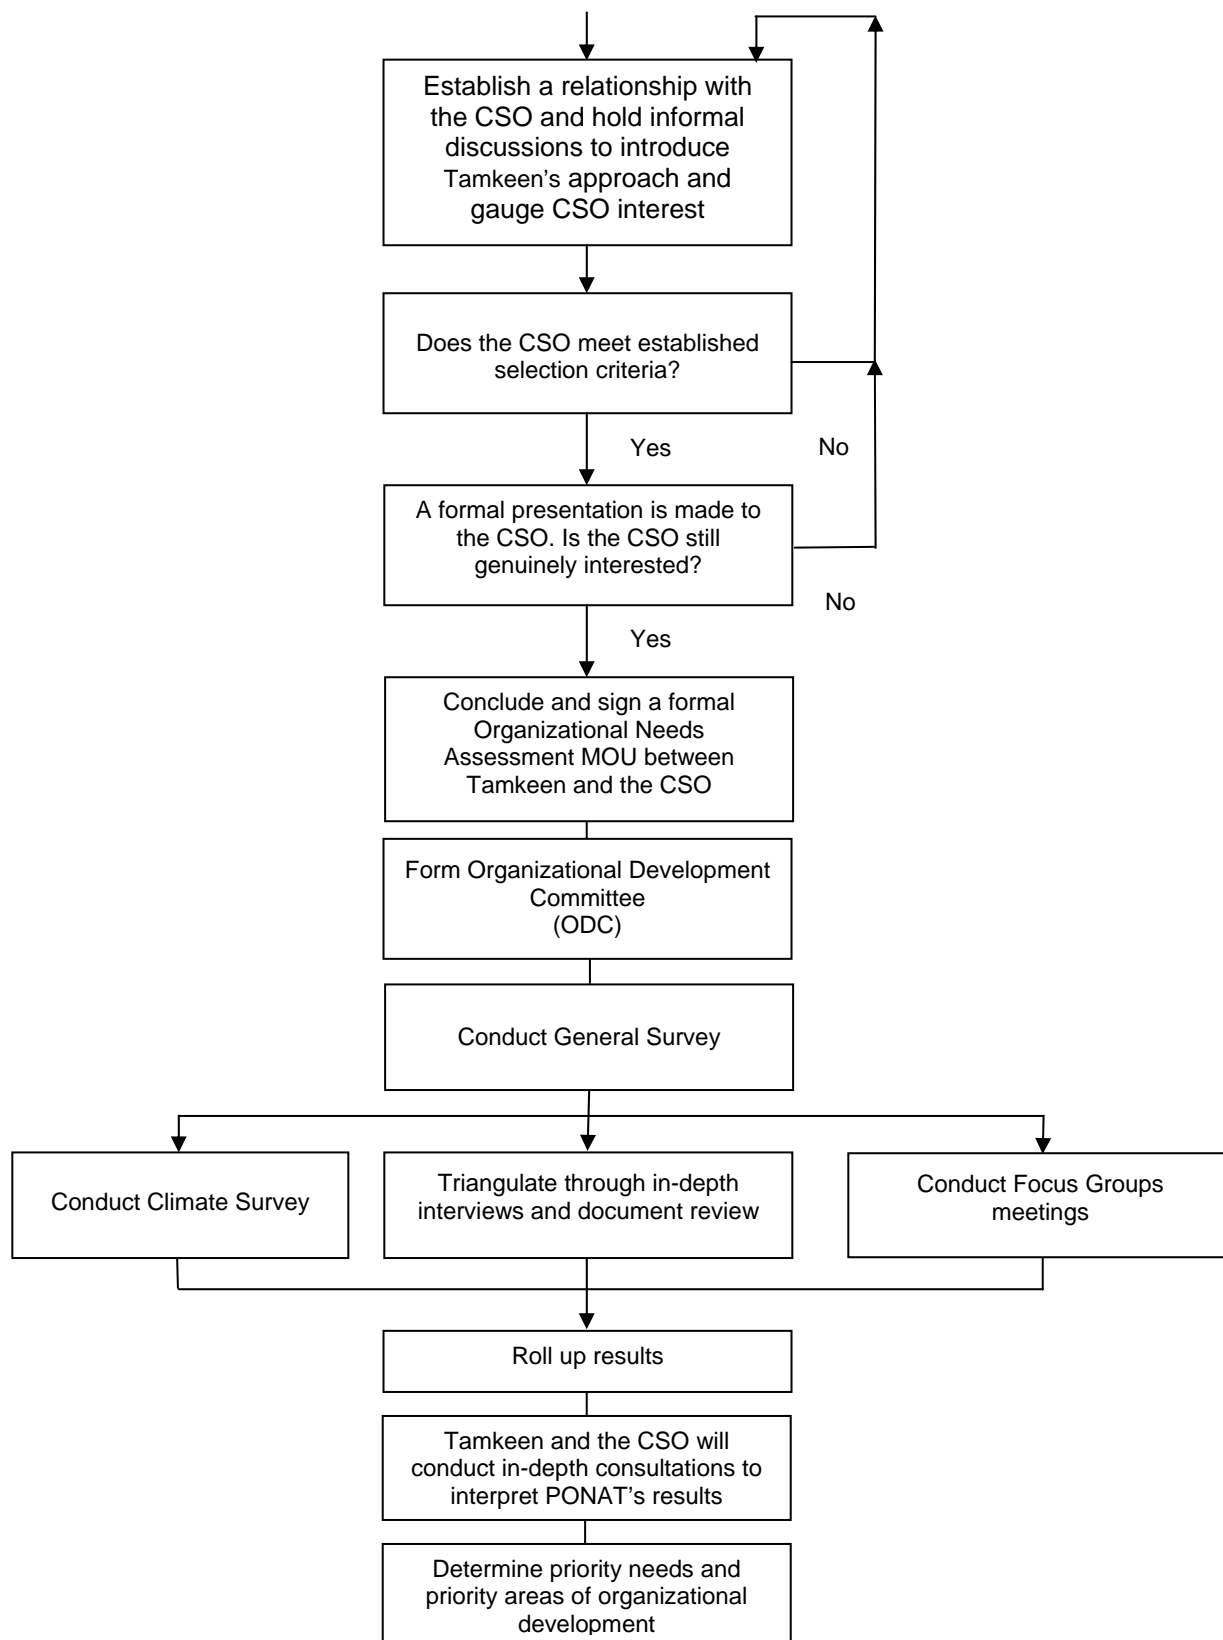 Establish a relationship with
the CSO and hold informal
discussions to introduce
Tamkeen's approach and
gauge CSO interest
Does the CSO meet established
selection criteria?
Yes
No
A formal presentation is made to
the CSO. Is the CSO still
genuinely interested?
No
Yes
Conclude and sign a formal
Organizational Needs
Assessment MOU between
Tamkeen and the CSO
Form Organizational Development
Committee
(ODC)
Conduct General Survey
Conduct Climate Survey
Triangulate through in-depth
interviews and document review
Conduct Focus Groups
meetings
Roll up results
Tamkeen and the CSO will
conduct in-depth consultations to
interpret PONAT's results
Determine priority needs and
priority areas of organizational
development